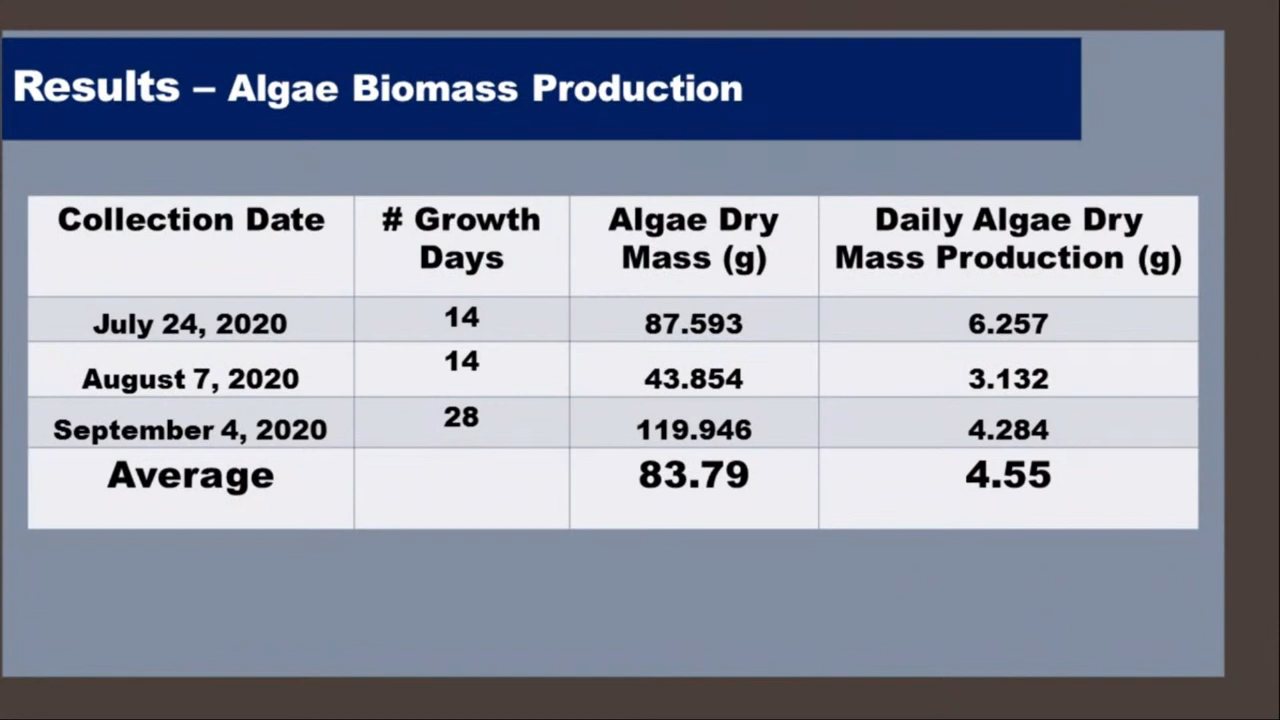 Results – Algae Biomass Production
Collection Date
# Growth
Days
Algae Dry
Mass (g)
Daily Algae Dry
Mass Production (g)
July 24, 2020 14 87.593 6.257
August 7, 2020 14 43.854 3.132
September 4, 2020 28 119.946 4.284
Average 83.79 4.55